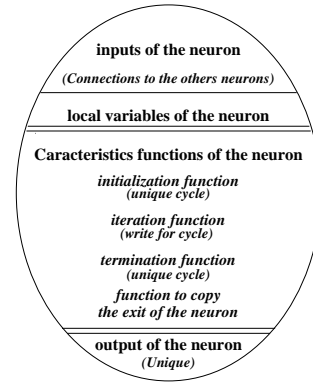 inputs of the neuron
(Connections to the others neurons)
local variables of the neuron
Caracteristics functions of the neuron
initialization function
(unique cycle)
iteration function
(write for cycle)
termination function
(unique cycle)
function to copy
the exit of the neuron
output of the neuron
(Unique)